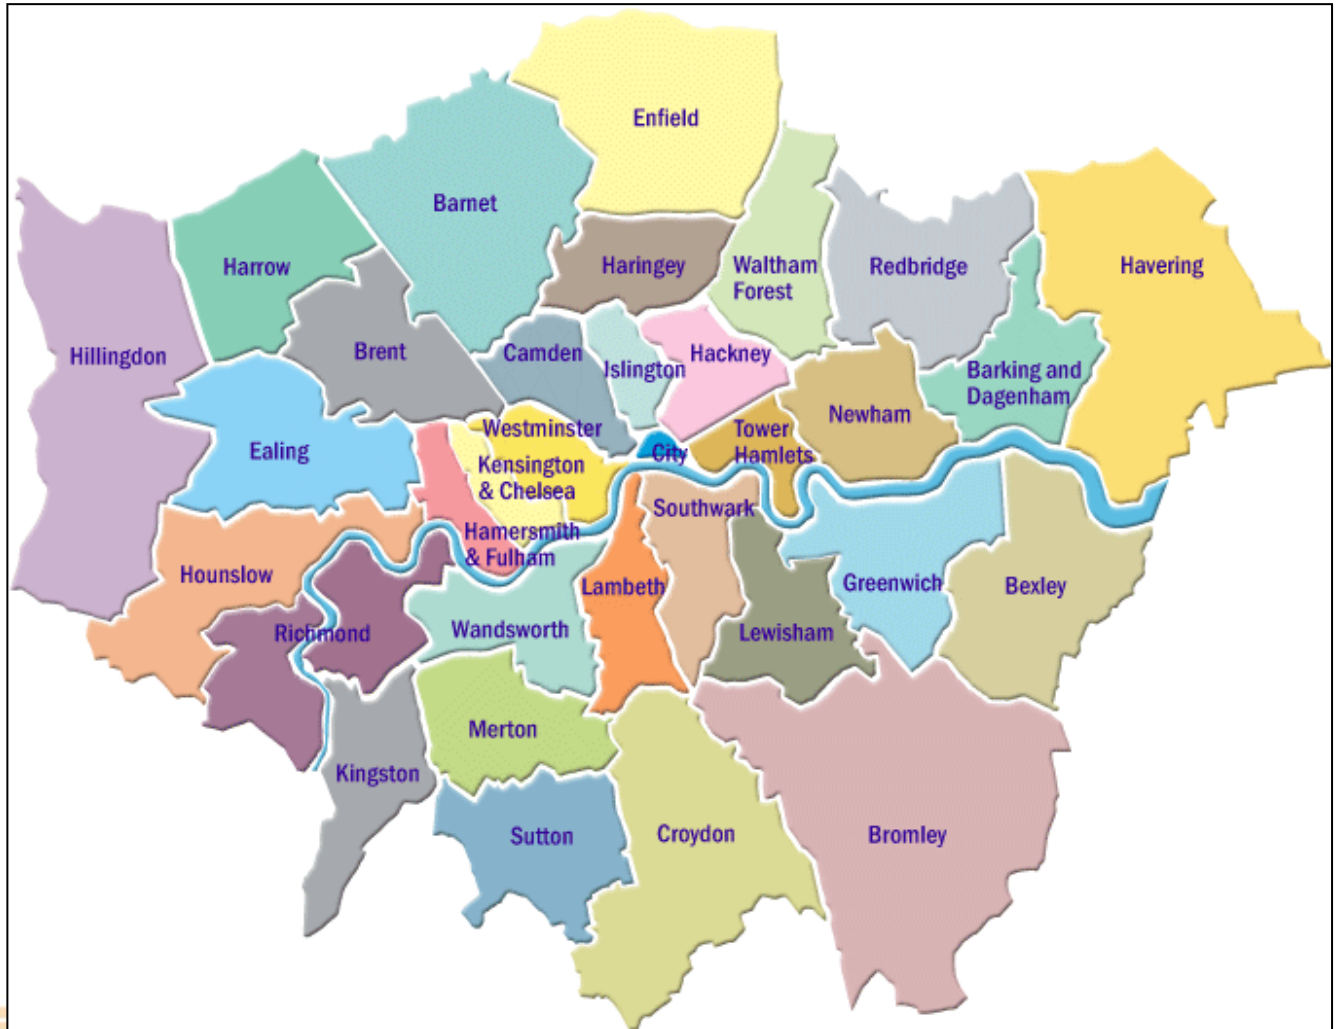 Enfield
Barnet
Harrow
Haringey
Waltham
Forest
Redbridge
Havering
Hillingdon
Brent
Camden
Islington
Hackney
Barking and
Dagenham
Newham
Ealing
Westminster
City
Tower
Hamlets
Kensington
& Chelsea
Southwark
Hamersmith
& Fulham
Hounslow
Lambeth
Greenwich
Bexley
Richmond
Wandsworth
Lewisham
Merton
Kingston
Sutton
Croydon
Bromley